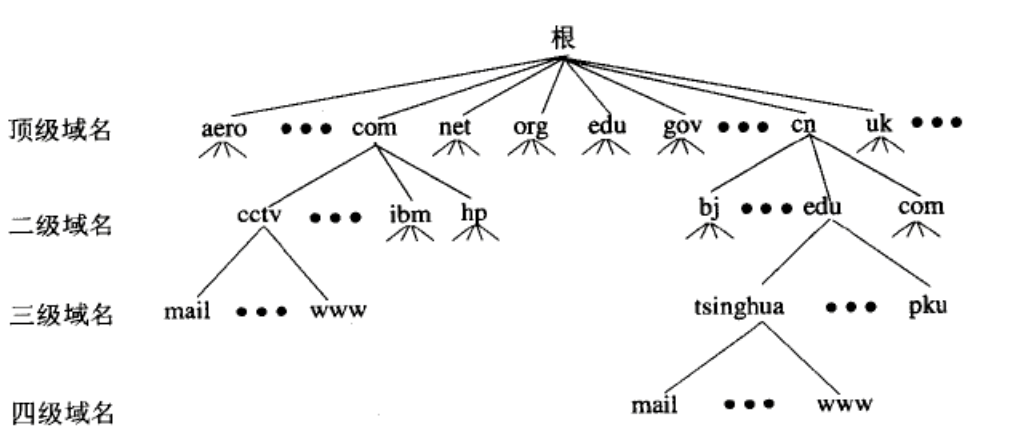 根
顶级域名 aero ●●● com net org edu gov ●●● cn uk ●●●
二级域名 cctv ●●● ibm hp bj ●●● edu com
三级域名 mail ●●● www tsinghua ●●● pku
四级域名 mail ●●● www